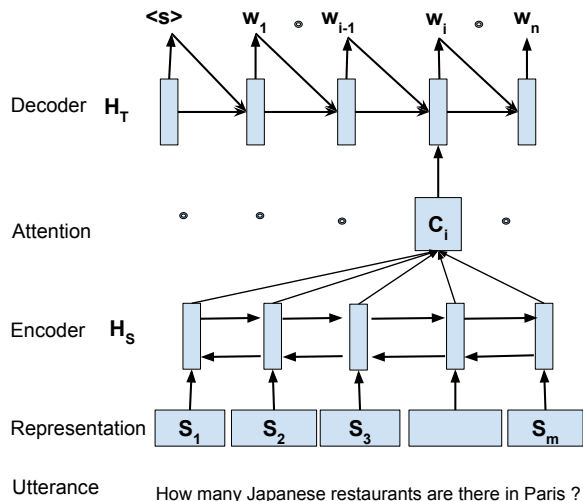 <s> w1 wi-1 wi wn
Decoder HT
Attention Ci
Encoder HS
Representation S1 S2 S3 Sm
Utterance How many Japanese restaurants are there in Paris ?